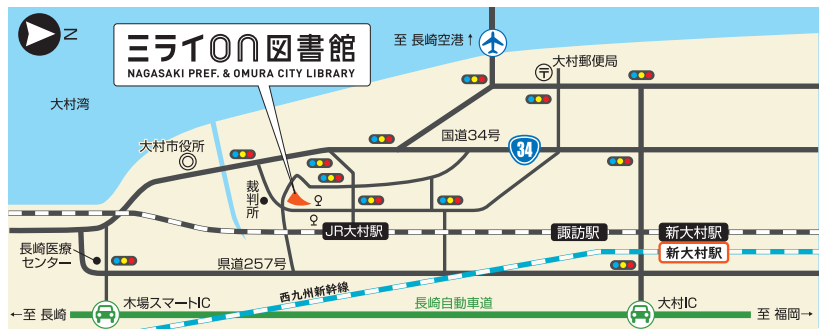 N
ミライon図書館
NAGASAKI PREF. & OMURA CITY LIBRARY
至 長崎空港↑
大村郵便局
大村湾
大村市役所
国道34号
34
裁判所
JR大村駅
諏訪駅
新大村駅
新大村駅
長崎医療
センター
県道257号
西九州新幹線
木場スマートIC
長崎自動車道
大村IC
←至 長崎
至 福岡→